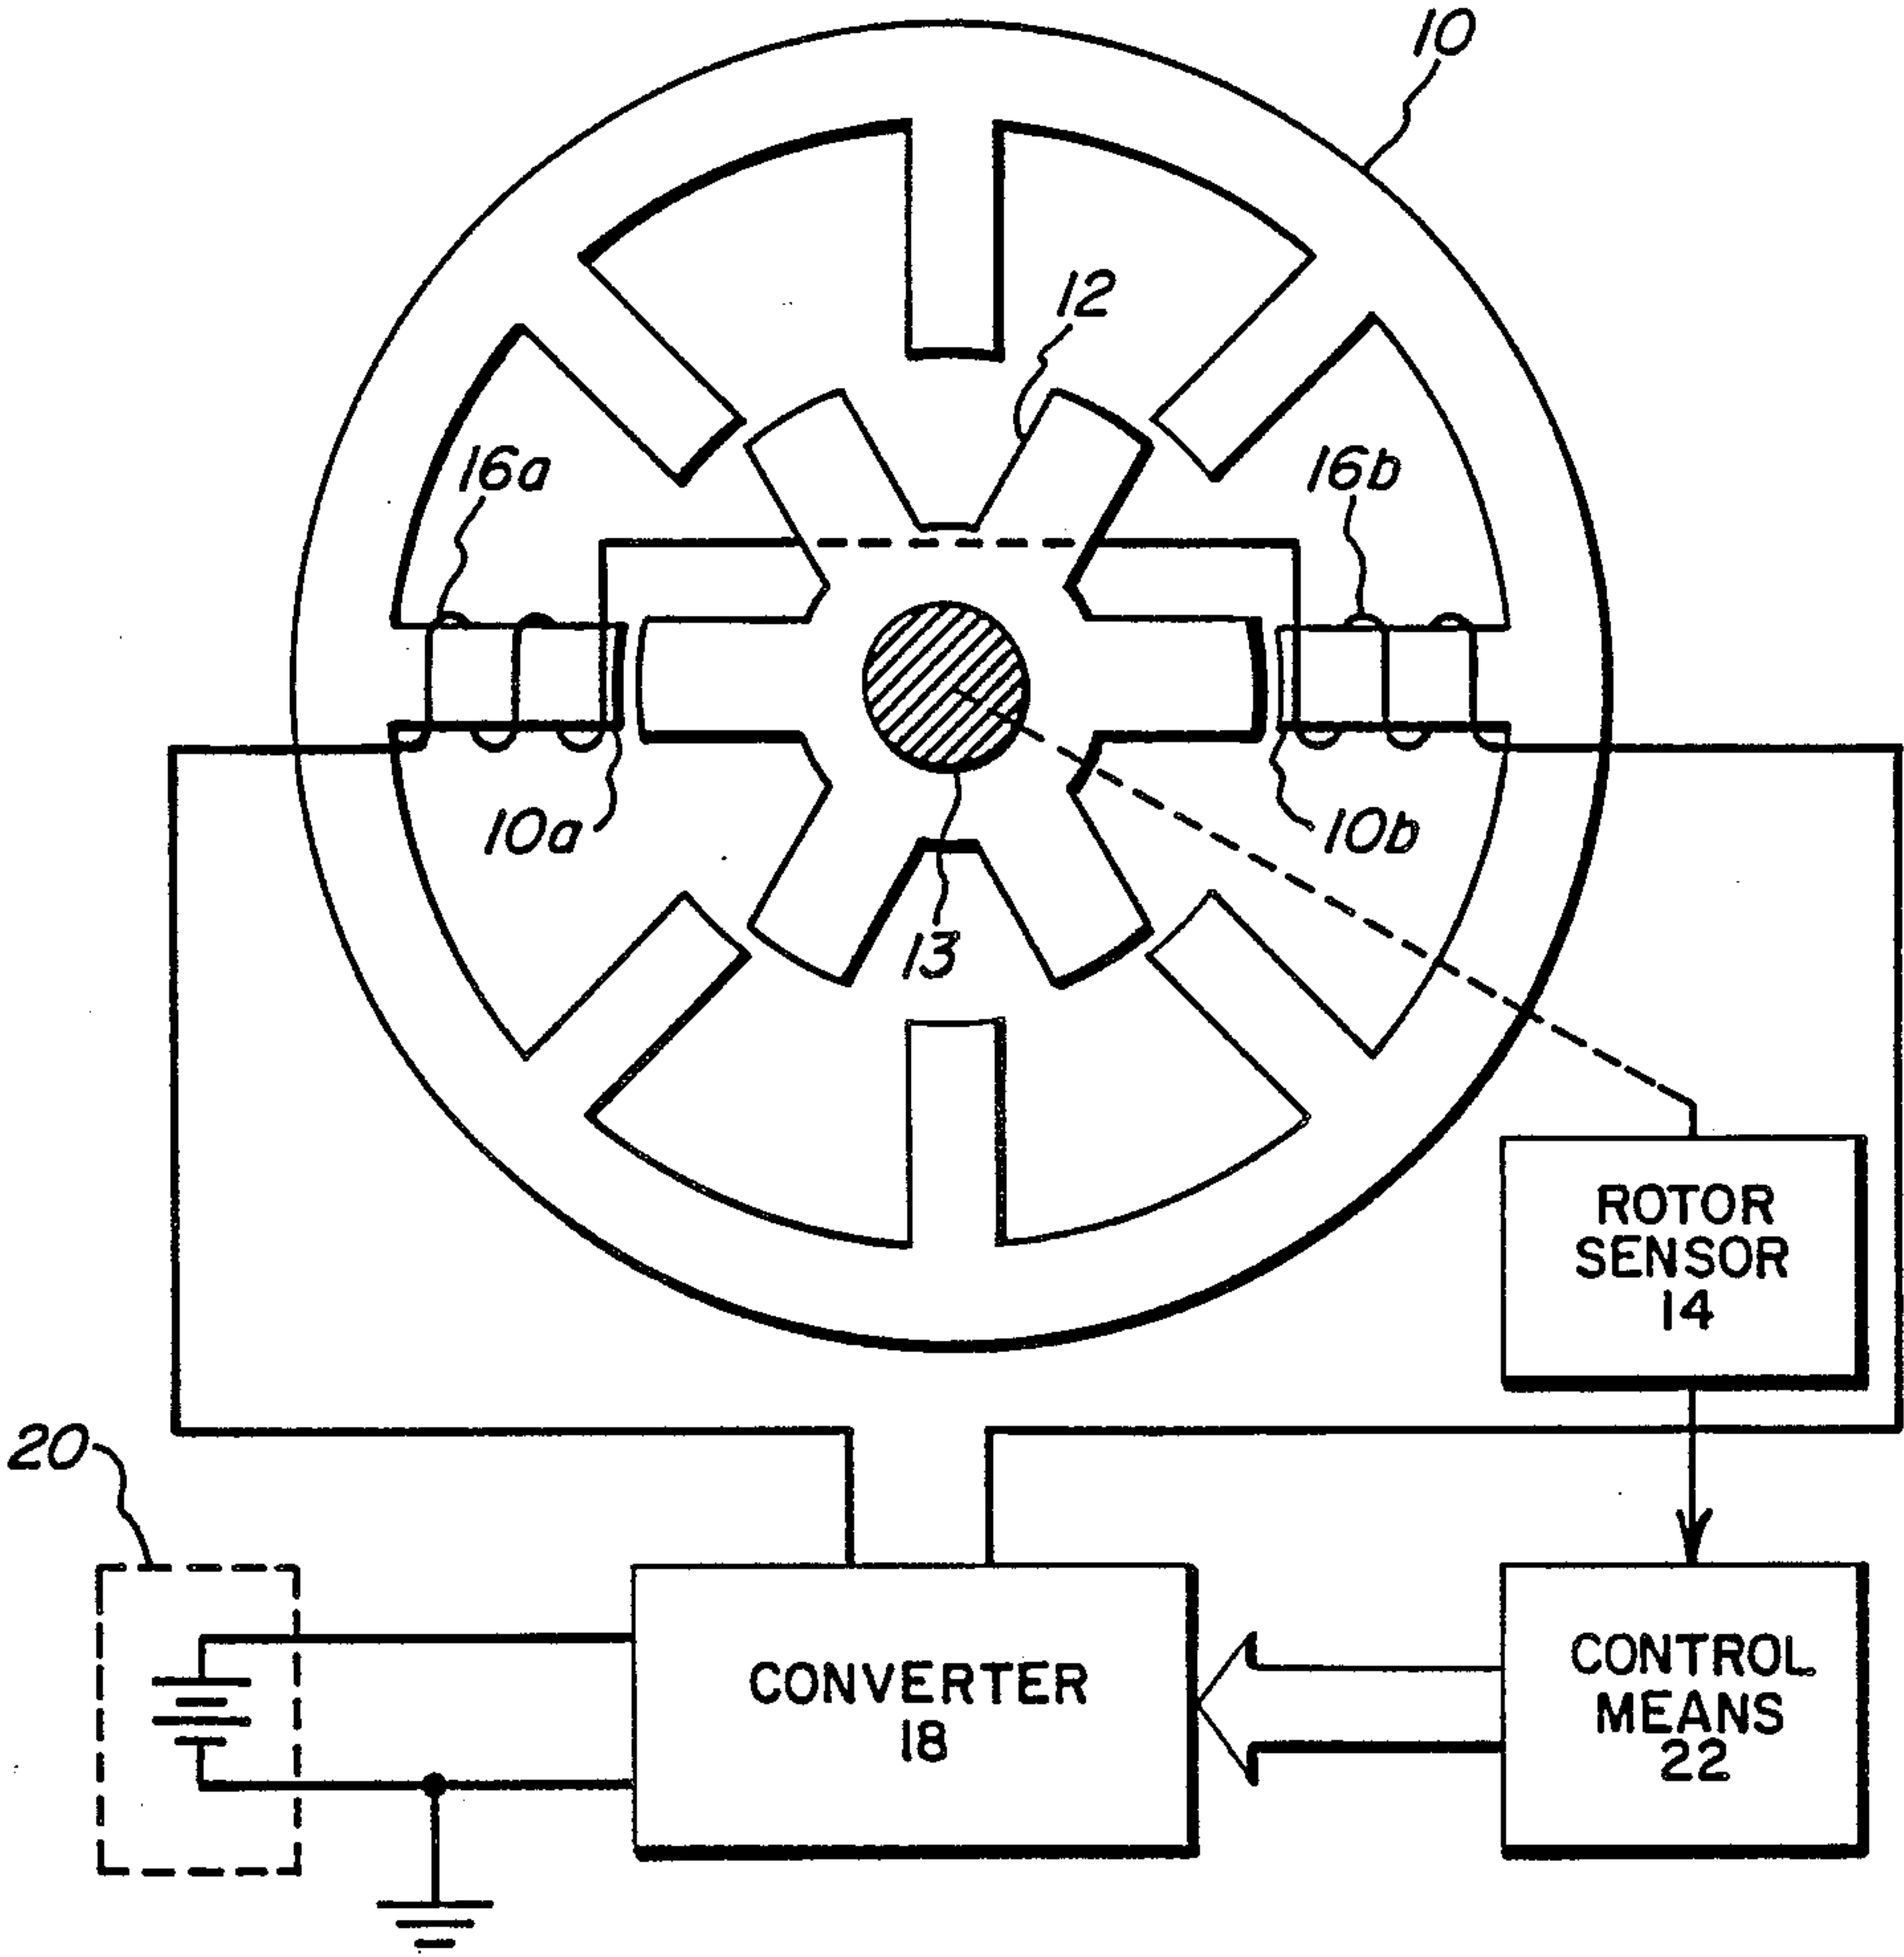 10
12
16a
16b
10a
10b
13
ROTOR
SENSOR
14
20
CONVERTER
18
CONTROL
MEANS
22